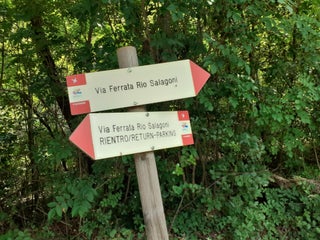 Via Ferrata Rio Salagoni
Via Ferrata Rio Salagoni
RIENTRO/RETURN-PARKING